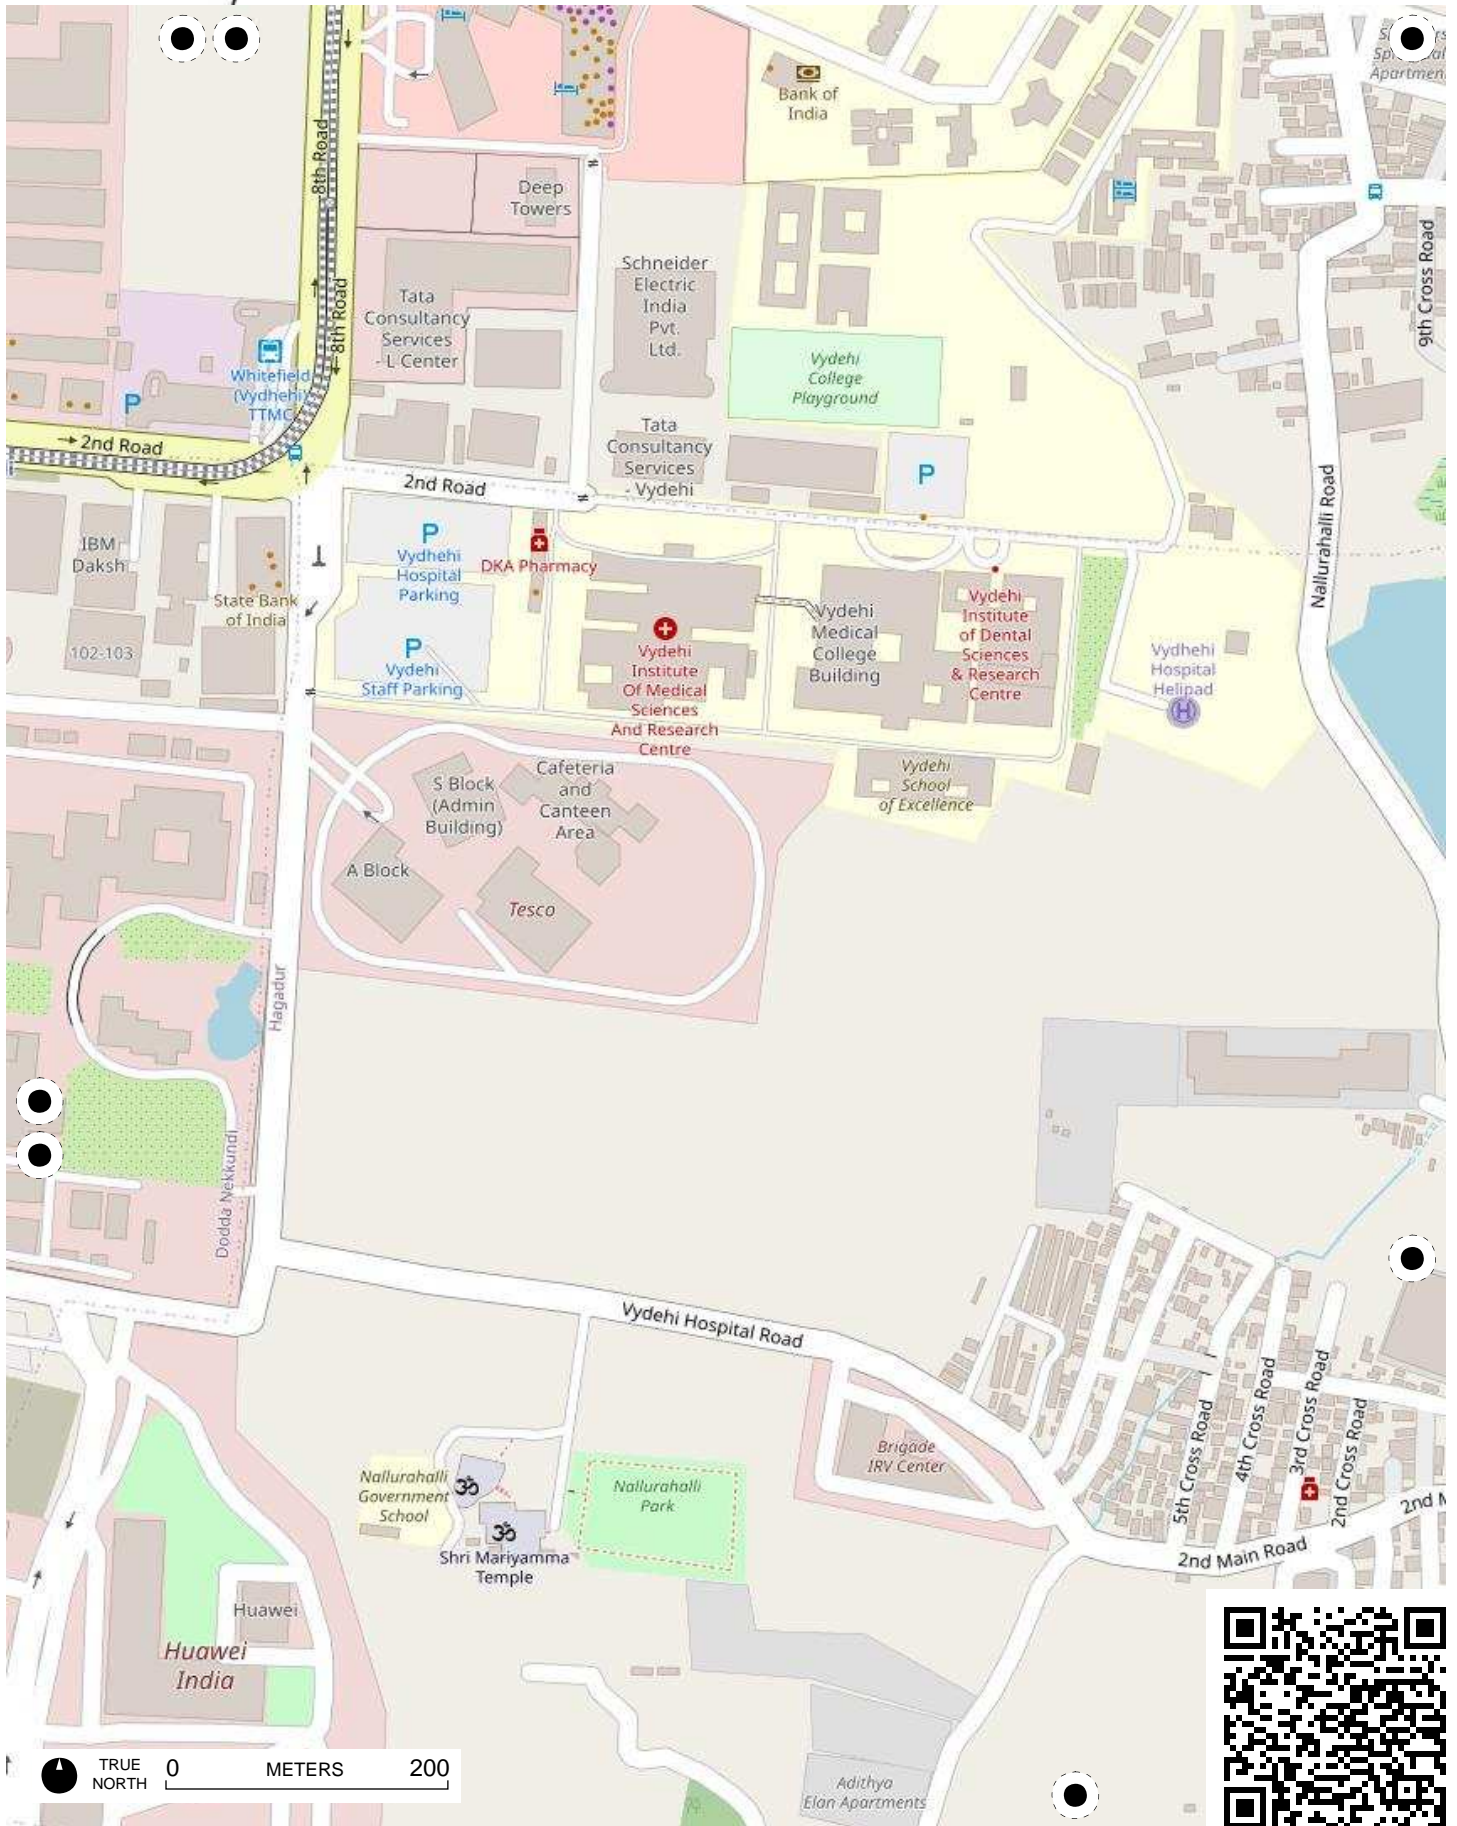 Bank of
India
Apartmen
8th Road
Deep
Towers
9th Cross Road
Schneider
Electric
India
Pvt.
Ltd.
8th Road
Tata
Consultancy
Services
- L Center
Vydehi
College
Playground
Whitefield
(Vydhehi)
TTMC
P
2nd Road
Tata
Consultancy
Services
- Vydehi
P
2nd Road
Nallurahalli Road
IBM
Daksh
P
Vydhehi
Hospital
Parking
DKA Pharmacy
State Bank
of India
102-103
P
Vydehi
Staff Parking
Vydehi
Institute
Of Medical
Sciences
And Research
Centre
Vydehi
Medical
College
Building
Vydehi
Institute
of Dental
Sciences
& Research
Centre
Vydhehi
Hospital
Helipad
H
S Block
(Admin
Building)
Cafeteria
and
Canteen
Area
Vydehi
School
of Excellence
A Block
Tesco
Hagadur
Dodda Nekkundi
Vydehi Hospital Road
Brigade
IRV Center
5th Cross Road
4th Cross Road
3rd Cross Road
2nd Cross Road
Nallurahalli
Government
School
ॐ
Nallurahalli
Park
ॐ
Shri Mariyamma
Temple
2nd M
2nd Main Road
Huawei
Huawei
India
TRUE
NORTH
0 METERS 200
Adithya
Elan Apartments